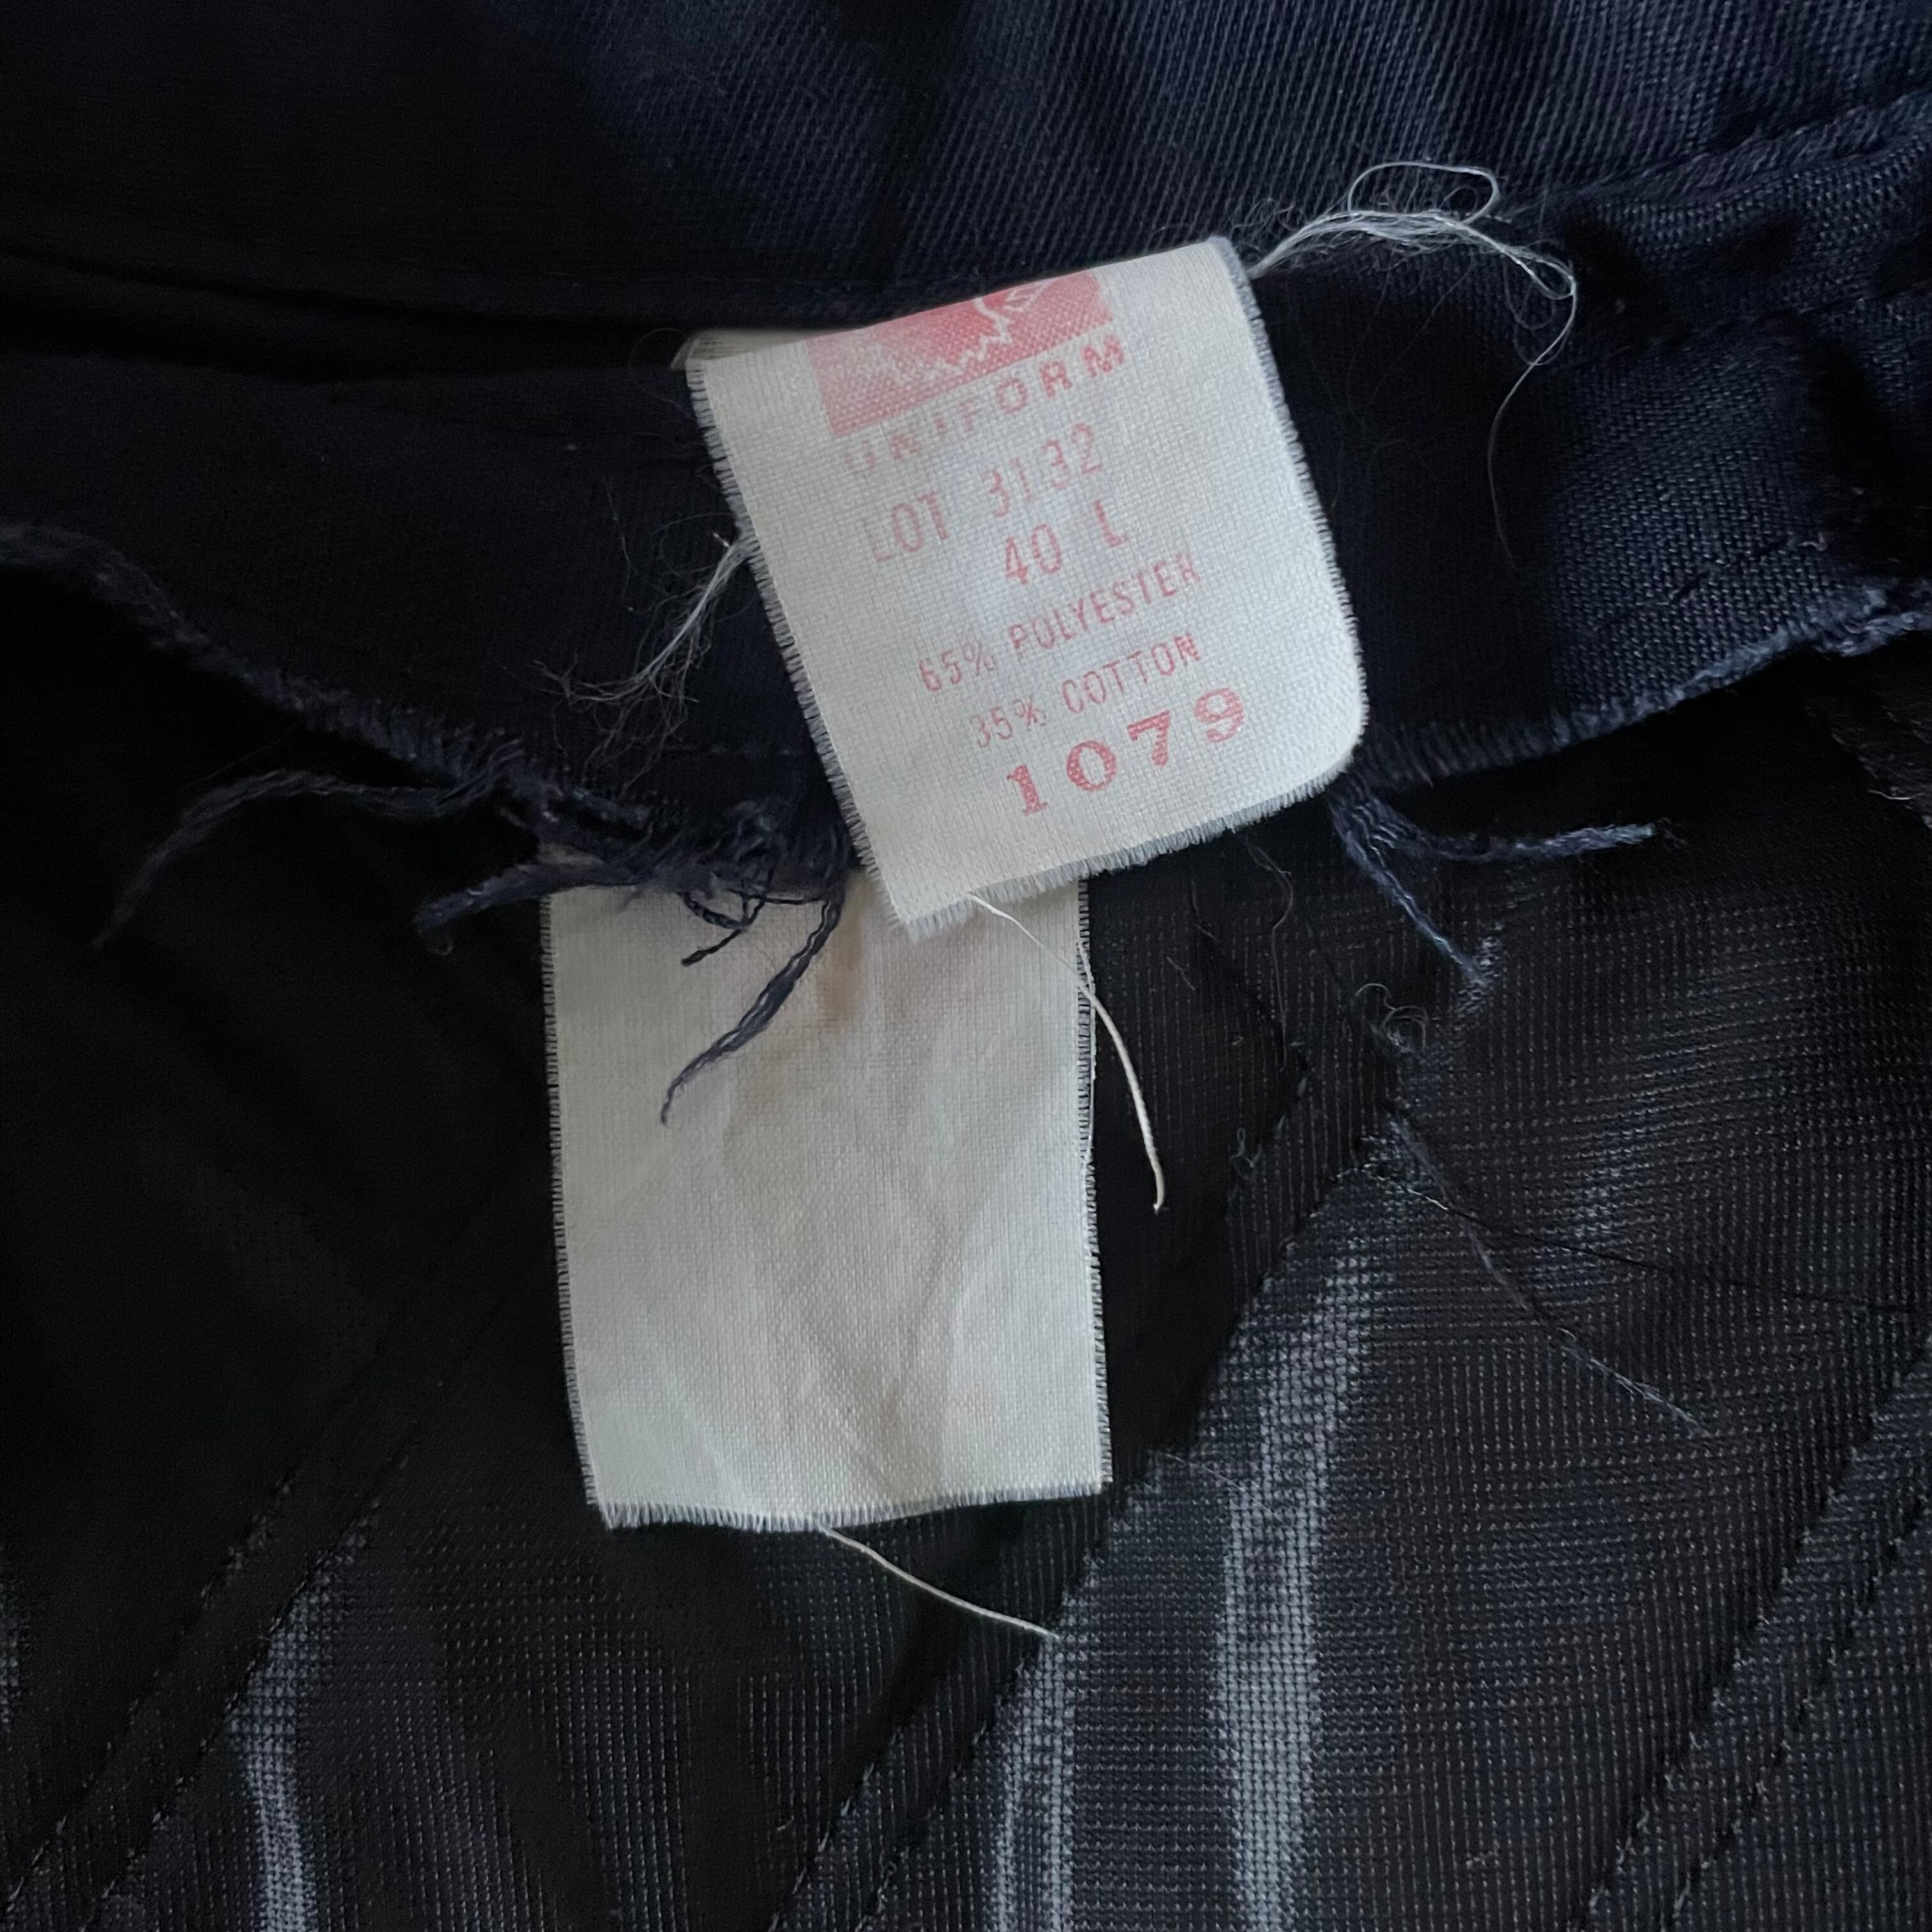 UNIFORM
LOT 3132
40 L
65% POLYESTER
35% COTTON
1079